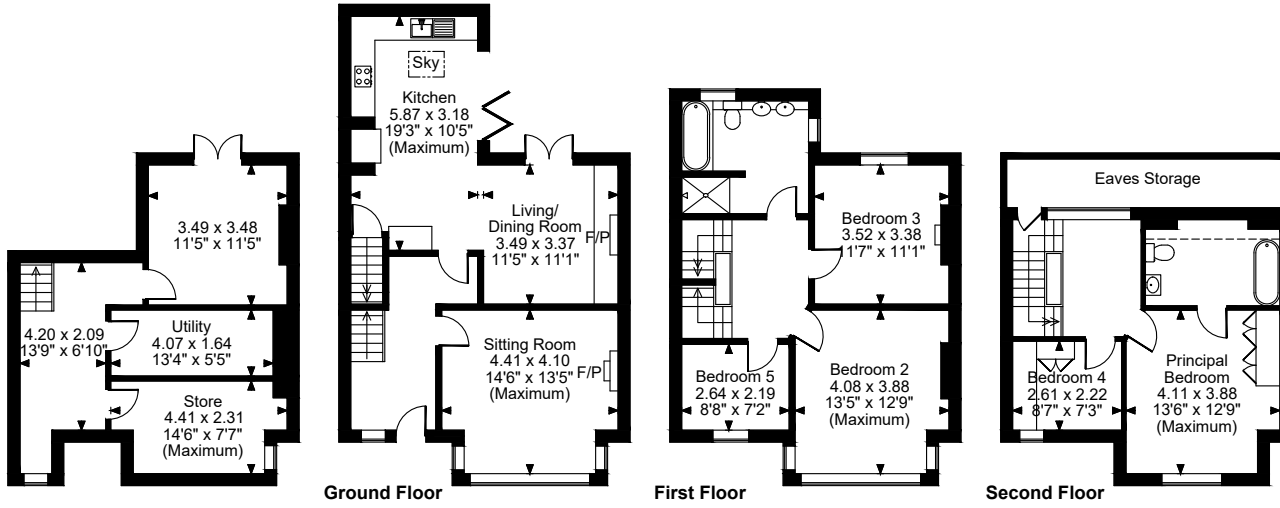 3.49 x 3.48
11'5" x 11'5"
4.20 x 2.09
13'9" x 6'10"
Utility
4.07 x 1.64
13'4" x 5'5"
Store
4.41 x 2.31
14'6" x 7'7"
(Maximum)
Sky
Kitchen
5.87 x 3.18
19'3" x 10'5"
(Maximum)
Living/
Dining Room
3.49 x 3.37
11'5" x 11'1"
F/P
Sitting Room
4.41 x 4.10
14'6" x 13'5"
(Maximum)
F/P
Ground Floor
Bedroom 3
3.52 x 3.38
11'7" x 11'1"
Bedroom 5
2.64 x 2.19
8'8" x 7'2"
Bedroom 2
4.08 x 3.88
13'5" x 12'9"
(Maximum)
First Floor
Eaves Storage
Bedroom 4
2.61 x 2.22
8'7" x 7'3"
Principal
Bedroom
4.11 x 3.88
13'6" x 12'9"
(Maximum)
Second Floor